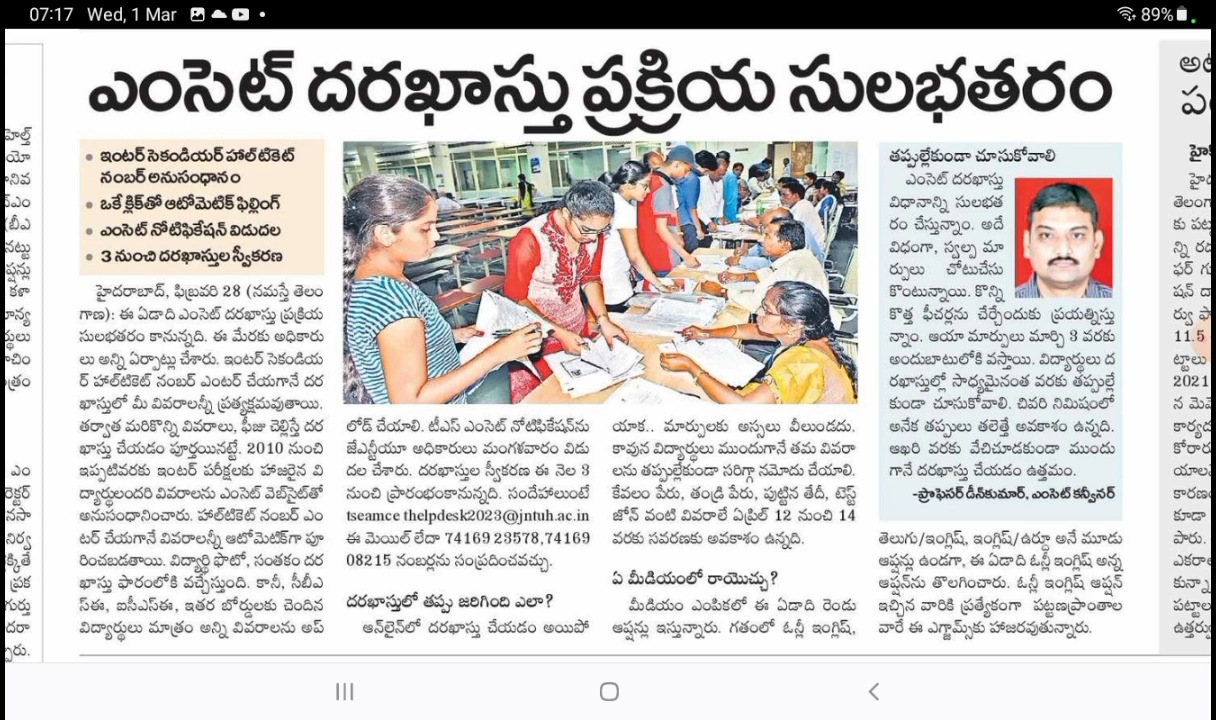 07:17 Wed, 1 Mar
89%
ఎంసెట్ దరఖాస్తు ప్రక్రియ సులభతరం
• ఇంటర్ సెకండియర్ హాల్ టికెట్
నంబర్ అనుసంధానం
• ఒకే క్లిక్‌తో ఆటోమెటిక్ ఫిల్లింగ్
• ఎంసెట్ నోటిఫికేషన్ విడుదల
• 3 నుంచి దరఖాస్తుల స్వీకరణ
హైదరాబాద్, ఫిబ్రవరి 28 (నమస్తే తెలం
గాణ): ఈ ఏడాది ఎంసెట్ దరఖాస్తు ప్రక్రియ
సులభతరం కానున్నది. ఈ మేరకు అధికారు
లు అన్ని ఏర్పాట్లు చేశారు. ఇంటర్ సెకండియ
ర్ హాల్‌టికెట్ నంబర్ ఎంటర్ చేయగానే దర
ఖాస్తులో మీ వివరాలన్నీ ప్రత్యక్షమవుతాయి.
తర్వాత మరికొన్ని వివరాలు, ఫీజు చెల్లిస్తే దర
ఖాస్తు చేయడం పూర్తయినట్టే. 2010 నుంచి
ఇప్పటివరకు ఇంటర్ పరీక్షలకు హాజరైన వి
ద్యార్థులందరి వివరాలను ఎంసెట్ వెబ్‌సైట్‌తో
అనుసంధానించారు. హాల్‌టికెట్ నంబర్ ఎం
టర్ చేయగానే వివరాలన్నీ ఆటోమెటిక్‌గా పూ
రించబడతాయి. విద్యార్థి ఫొటో, సంతకం దర
ఖాస్తు ఫారంలోకి వచ్చేస్తుంది. కానీ, సీబీఎ
స్ఈ, ఐసీఎస్ఈ, ఇతర బోర్డులకు చెందిన
విద్యార్థులు మాత్రం అన్ని వివరాలను అప్
లోడ్ చేయాలి. టీఎస్ ఎంసెట్ నోటిఫికేషన్‌ను
జేఎన్టీయూ అధికారులు మంగళవారం విడు
దల చేశారు. దరఖాస్తుల స్వీకరణ ఈ నెల 3
నుంచి ప్రారంభంకానున్నది. సందేహాలుంటే
tseamce thelpdesk2023@jntuh.ac.in
ఈ మెయిల్ లేదా 74169 23578,74169
08215 నంబర్లను సంప్రదించవచ్చు.
దరఖాస్తులో తప్పు జరిగింది ఎలా?
ఆన్‌లైన్‌లో దరఖాస్తు చేయడం అయిపో
యాక.. మార్పులకు అస్సలు వీలుండదు.
కావున విద్యార్థులు ముందుగానే తమ వివరా
లను తప్పుల్లేకుండా సరిగ్గా నమోదు చేయాలి.
కేవలం పేరు, తండ్రి పేరు, పుట్టిన తేదీ, టెస్ట్
జోన్ వంటి వివరాలే ఏప్రిల్ 12 నుంచి 14
వరకు సవరణకు అవకాశం ఉన్నది.
ఏ మీడియంలో రాయొచ్చు?
మీడియం ఎంపికలో ఈ ఏడాది రెండు
ఆప్షన్లు ఇస్తున్నారు. గతంలో ఓన్లీ ఇంగ్లిష్,
తప్పుల్లేకుండా చూసుకోవాలి
ఎంసెట్ దరఖాస్తు
విధానాన్ని సులభత
రం చేస్తున్నాం. అదే
విధంగా, స్వల్ప మా
ర్పులు చోటుచేసు
కొంటున్నాయి. కొన్ని
కొత్త ఫీచర్లను చేర్చేందుకు ప్రయత్నిస్తు
న్నాం. ఆయా మార్పులు మార్చి 3 వరకు
అందుబాటులోకి వస్తాయి. విద్యార్థులు ద
రఖాస్తుల్లో సాధ్యమైనంత వరకు తప్పుల్లే
కుండా చూసుకోవాలి. చివరి నిమిషంలో
అనేక తప్పులు తలెత్తే అవకాశం ఉన్నది.
ఆఖరి వరకు వేచిచూడకుండా ముందు
గానే దరఖాస్తు చేయడం ఉత్తమం.
-ప్రొఫెసర్ డీన్‌కుమార్, ఎంసెట్ కన్వీనర్
తెలుగు/ఇంగ్లిష్, ఇంగ్లిష్/ఉర్దూ అనే మూడు
ఆప్షన్లు ఉండగా, ఈ ఏడాది ఓన్లీ ఇంగ్లిష్ అన్న
ఆప్షన్‌ను తొలగించారు. ఓన్లీ ఇంగ్లిష్ ఆప్షన్
ఇచ్చిన వారికి ప్రత్యేకంగా పట్టణప్రాంతాల
వారే ఈ ఎగ్జామ్స్‌కు హాజరవుతున్నారు.
11.5
2021